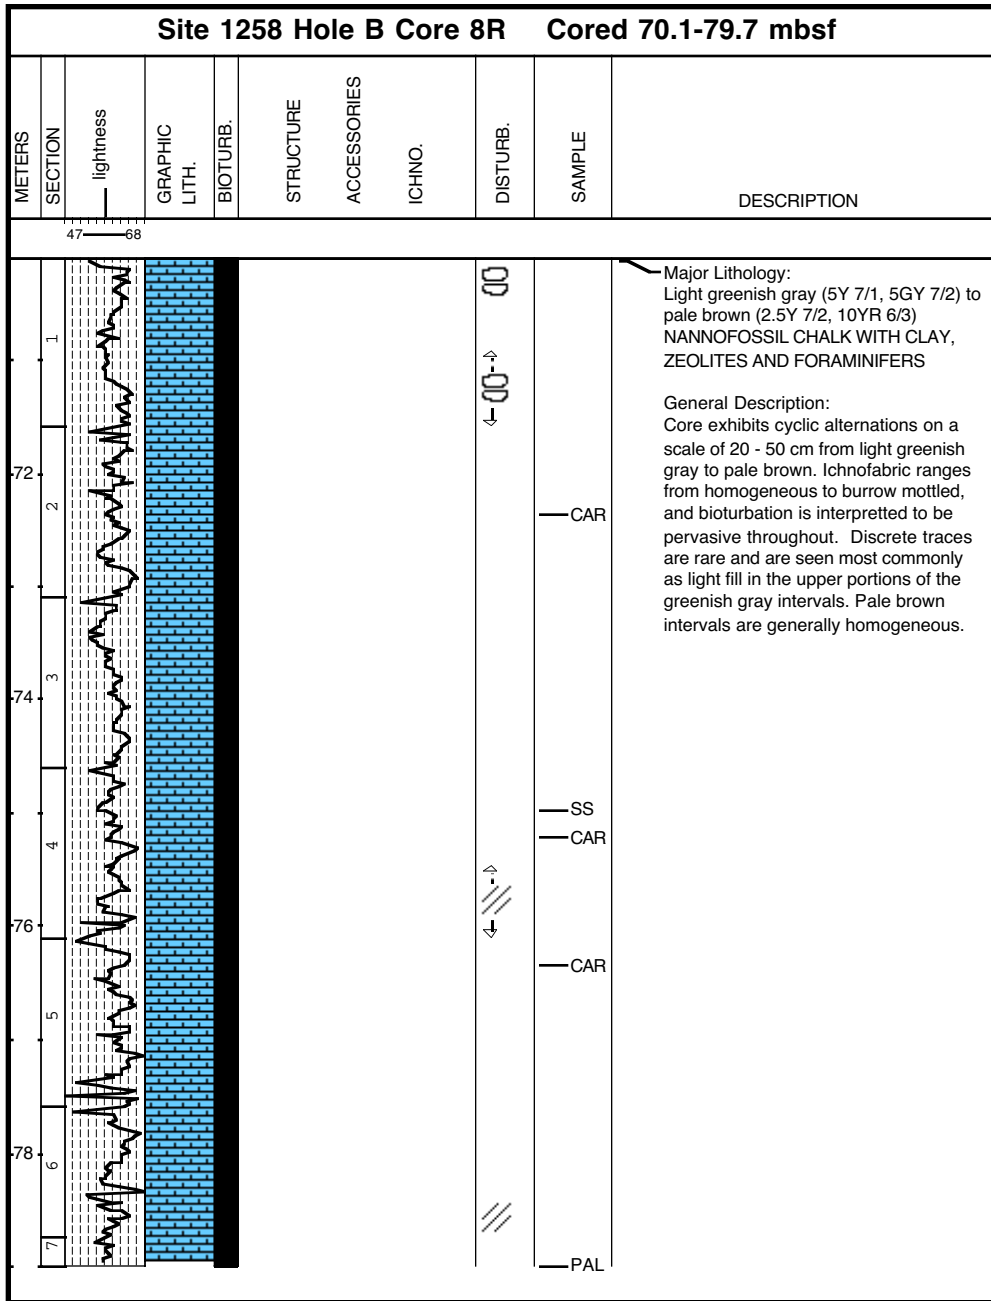 Site 1258 Hole B Core 8R Cored 70.1-79.7 mbsf
METERS
SECTION
lightness
GRAPHIC
LITH.
BIOTURB.
STRUCTURE
ACCESSORIES
ICHNO.
DISTURB.
SAMPLE
DESCRIPTION
47 68
Major Lithology:
Light greenish gray (5Y 7/1, 5GY 7/2) to
pale brown (2.5Y 7/2, 10YR 6/3)
NANNOFOSSIL CHALK WITH CLAY,
ZEOLITES AND FORAMINIFERS
General Description:
Core exhibits cyclic alternations on a
scale of 20 - 50 cm from light greenish
gray to pale brown. Ichnofabric ranges
from homogeneous to burrow mottled,
and bioturbation is interpretted to be
pervasive throughout. Discrete traces
are rare and are seen most commonly
as light fill in the upper portions of the
greenish gray intervals. Pale brown
intervals are generally homogeneous.
1
72
2
CAR
3
74
SS
CAR
4
76
CAR
5
78
6
7
PAL